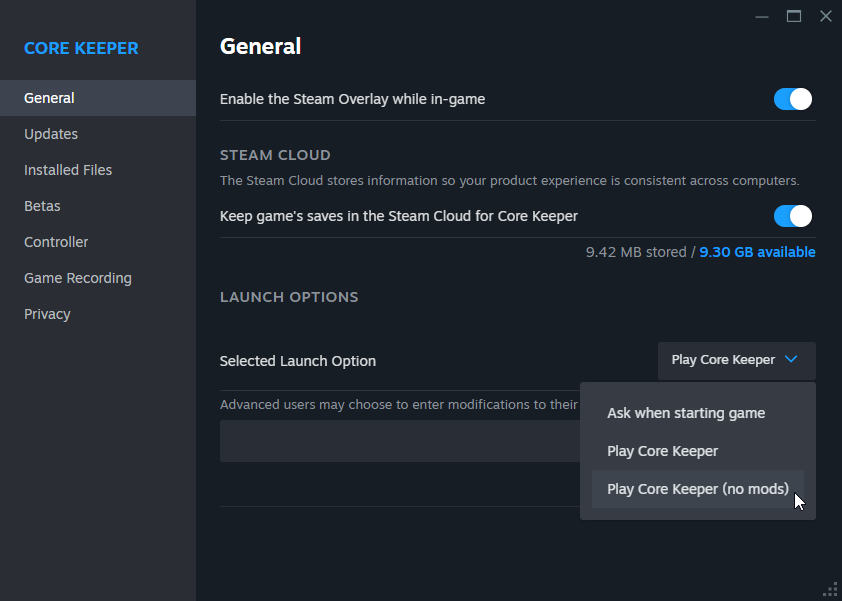 CORE KEEPER
General
Updates
Installed Files
Betas
Controller
Game Recording
Privacy
General
Enable the Steam Overlay while in-game
STEAM CLOUD
The Steam Cloud stores information so your product experience is consistent across computers.
Keep game's saves in the Steam Cloud for Core Keeper
9.42 MB stored / 9.30 GB available
LAUNCH OPTIONS
Selected Launch Option
Play Core Keeper
Advanced users may choose to enter modifications to their
Ask when starting game
Play Core Keeper
Play Core Keeper (no mods)